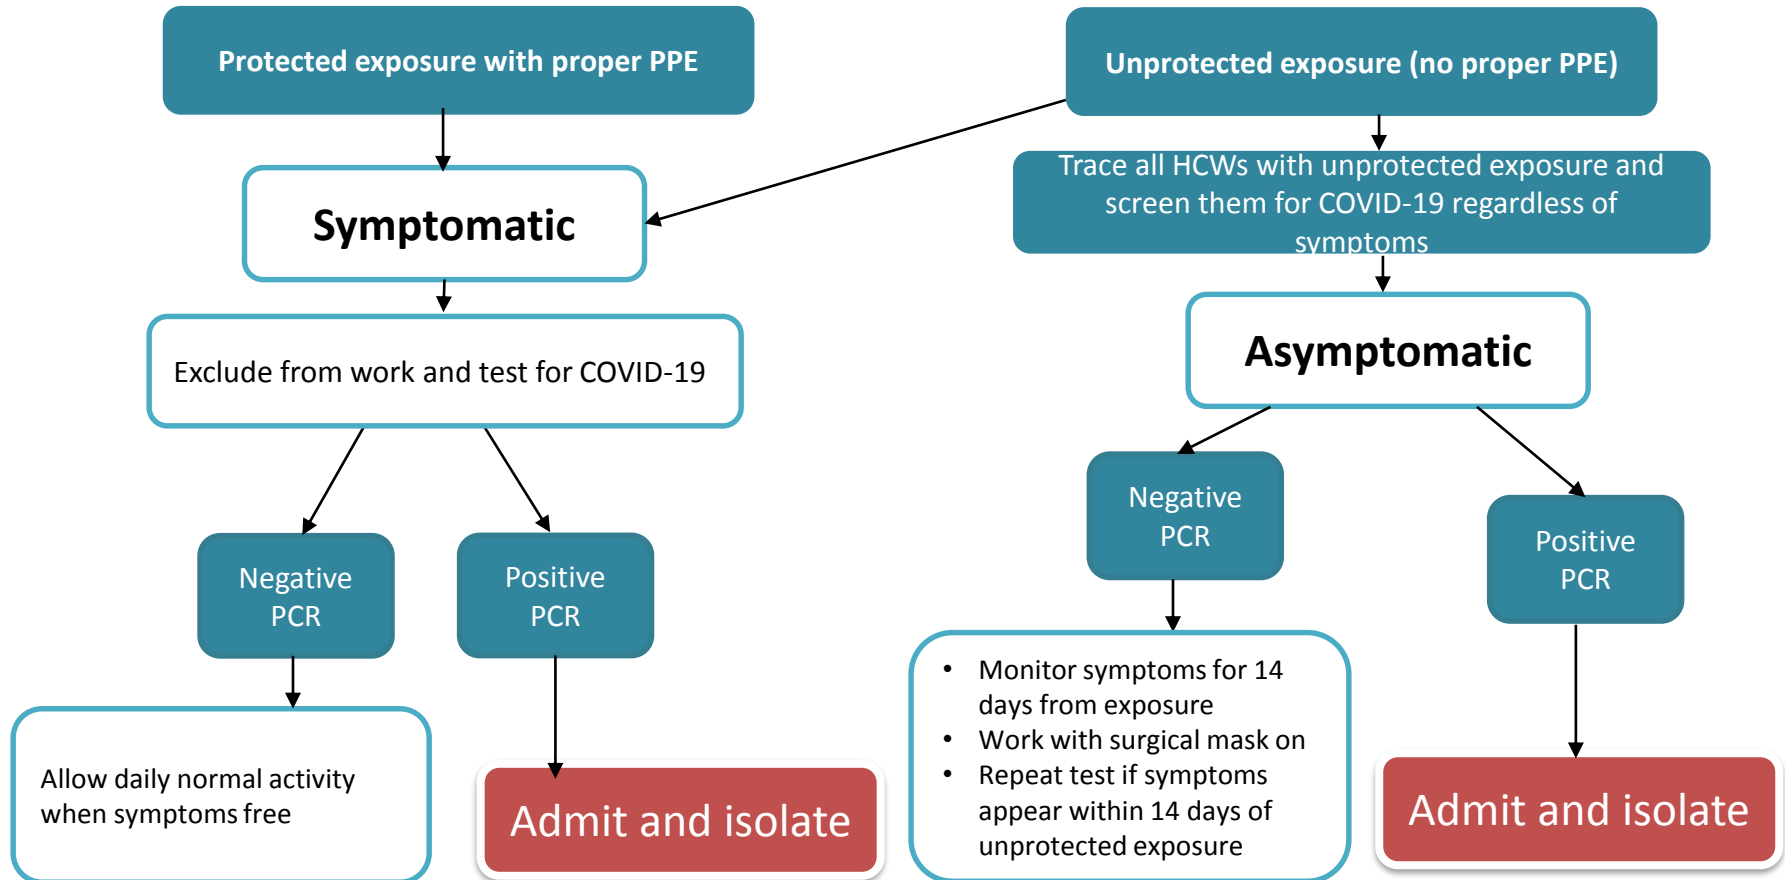 Protected exposure with proper PPE
Unprotected exposure (no proper PPE)
Trace all HCWs with unprotected exposure and
screen them for COVID-19 regardless of
symptoms
Symptomatic
Asymptomatic
Exclude from work and test for COVID-19
Negative
PCR
Positive
PCR
Negative
PCR
Positive
PCR
Allow daily normal activity
when symptoms free
Admit and isolate
• Monitor symptoms for 14
days from exposure
• Work with surgical mask on
• Repeat test if symptoms
appear within 14 days of
unprotected exposure
Admit and isolate